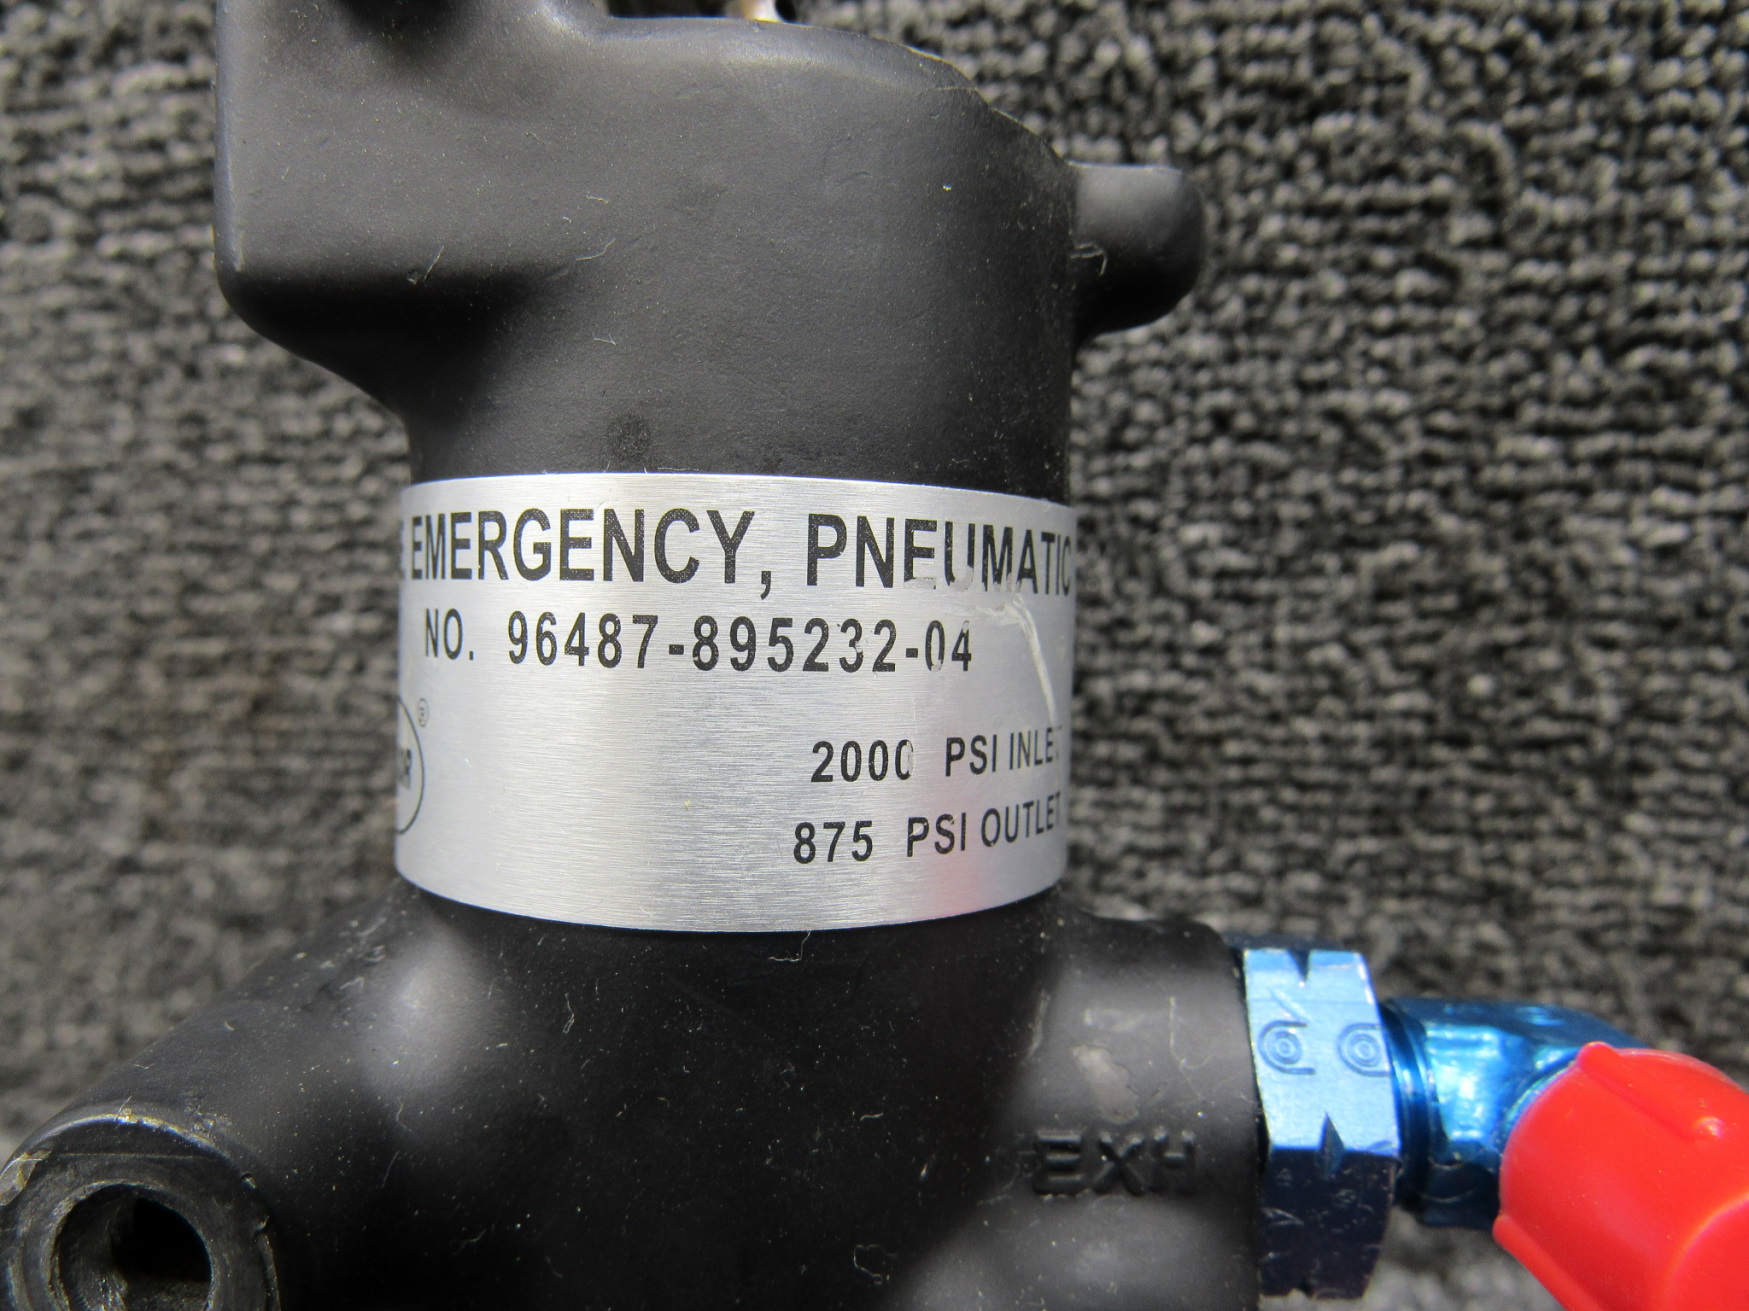 EMERGENCY, PNEUMATIC
NO. 96487-895232-04
®
2000 PSI INLET
875 PSI OUTLET
EXH